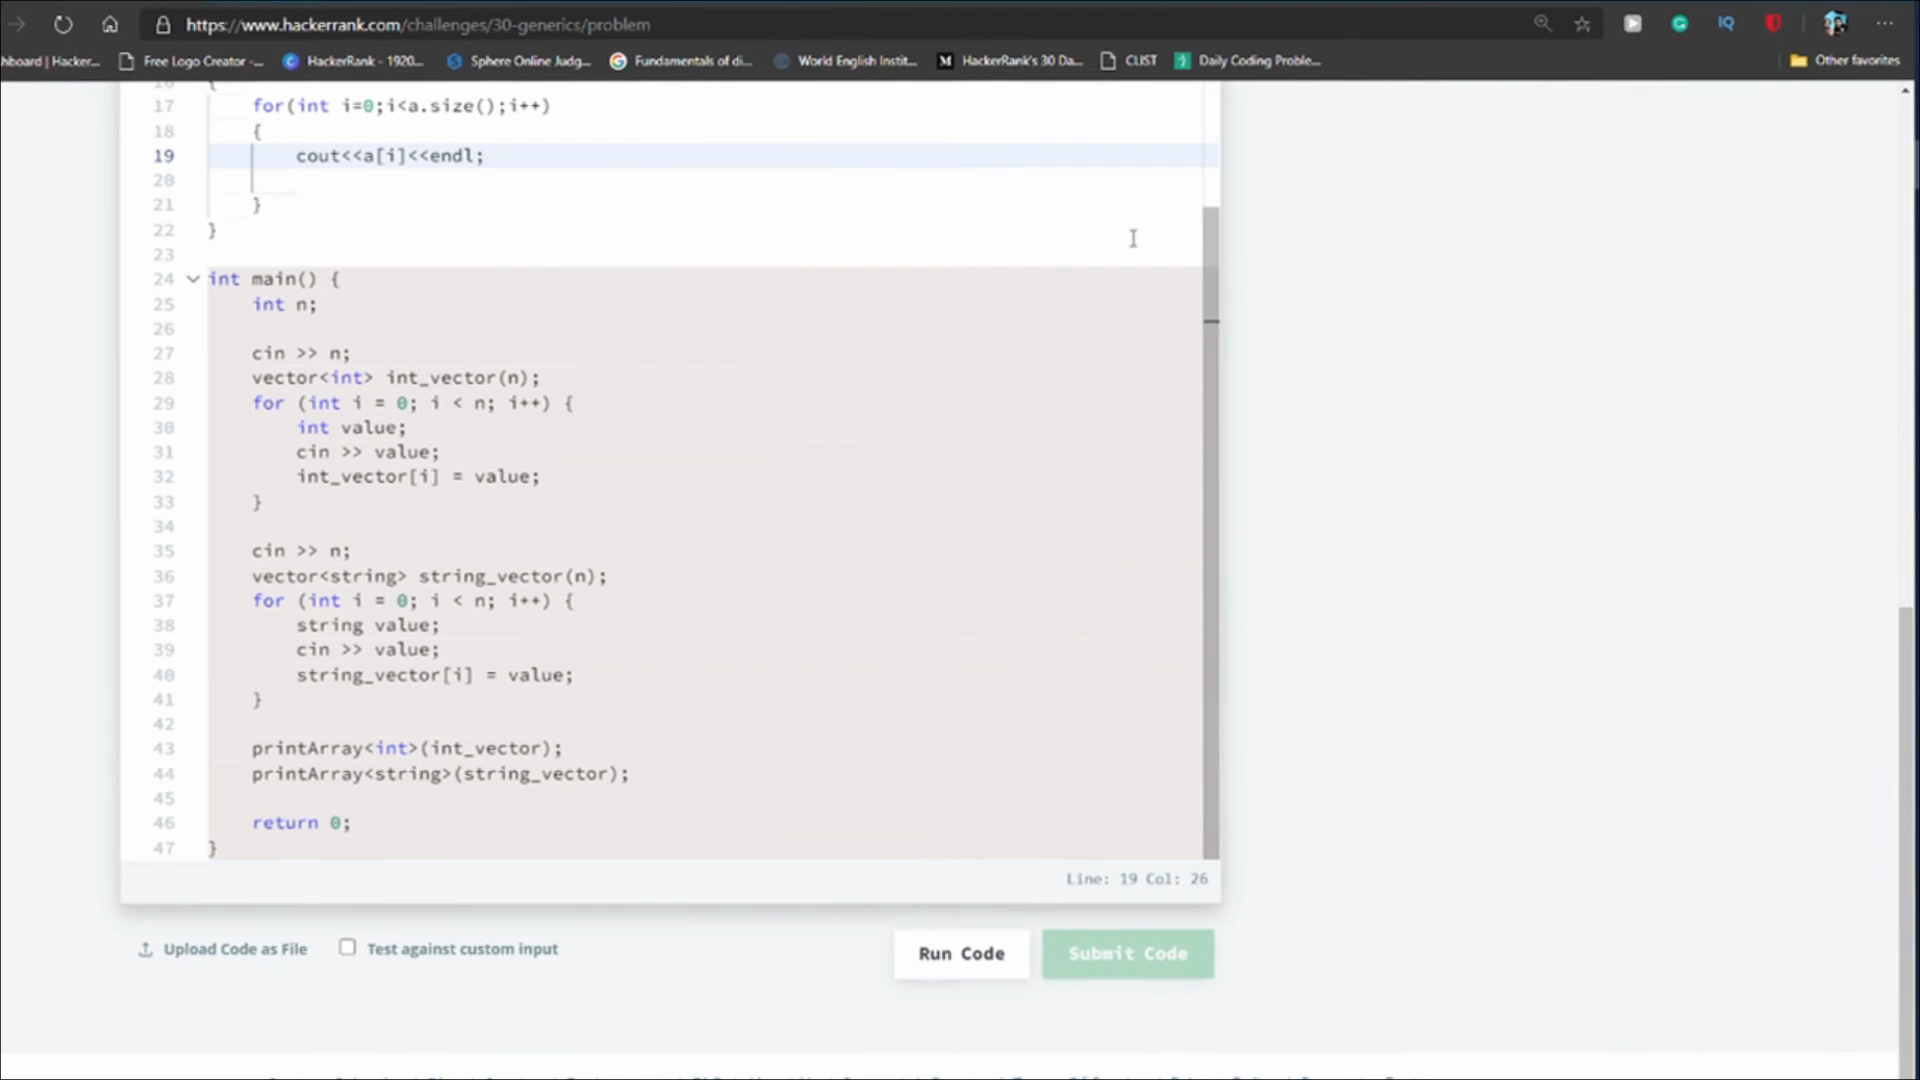 https://www.hackerrank.com/challenges/30-generics/problem
hboard | Hacker... Free Logo Creator -... HackerRank - 1920... Sphere Online Judg... Fundamentals of di... World English Instit... HackerRank's 30 Da... CLIST Daily Coding Proble... Other favorites
16 {
17 for(int i=0;i<a.size();i++)
18 {
19 cout<<a[i]<<endl;
20
21 }
22 }
23
24 int main() {
25 int n;
26
27 cin >> n;
28 vector<int> int_vector(n);
29 for (int i = 0; i < n; i++) {
30 int value;
31 cin >> value;
32 int_vector[i] = value;
33 }
34
35 cin >> n;
36 vector<string> string_vector(n);
37 for (int i = 0; i < n; i++) {
38 string value;
39 cin >> value;
40 string_vector[i] = value;
41 }
42
43 printArray<int>(int_vector);
44 printArray<string>(string_vector);
45
46 return 0;
47 }
Line: 19 Col: 26
Upload Code as File Test against custom input Run Code Submit Code